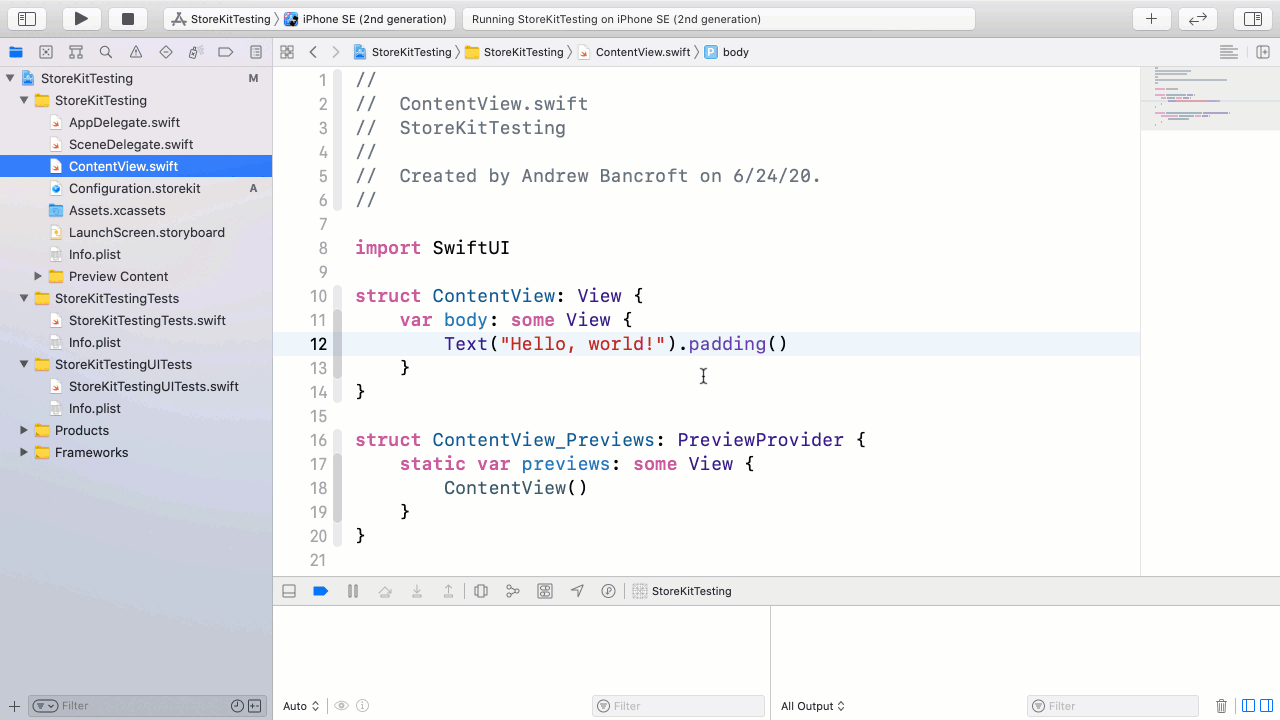 StoreKitTesting iPhone SE (2nd generation)
Running StoreKitTesting on iPhone SE (2nd generation)
StoreKitTesting StoreKitTesting ContentView.swift P body
StoreKitTesting M
StoreKitTesting
AppDelegate.swift
SceneDelegate.swift
ContentView.swift
Configuration.storekit A
Assets.xcassets
LaunchScreen.storyboard
Info.plist
Preview Content
StoreKitTestingTests
StoreKitTestingTests.swift
Info.plist
StoreKitTestingUITests
StoreKitTestingUITests.swift
Info.plist
Products
Frameworks
Filter
1 //
2 //  ContentView.swift
3 //  StoreKitTesting
4 //
5 //  Created by Andrew Bancroft on 6/24/20.
6 //
7
8 import SwiftUI
9
10 struct ContentView: View {
11     var body: some View {
12         Text("Hello, world!").padding()
13     }
14 }
15
16 struct ContentView_Previews: PreviewProvider {
17     static var previews: some View {
18         ContentView()
19     }
20 }
21
StoreKitTesting
Auto
Filter
All Output
Filter